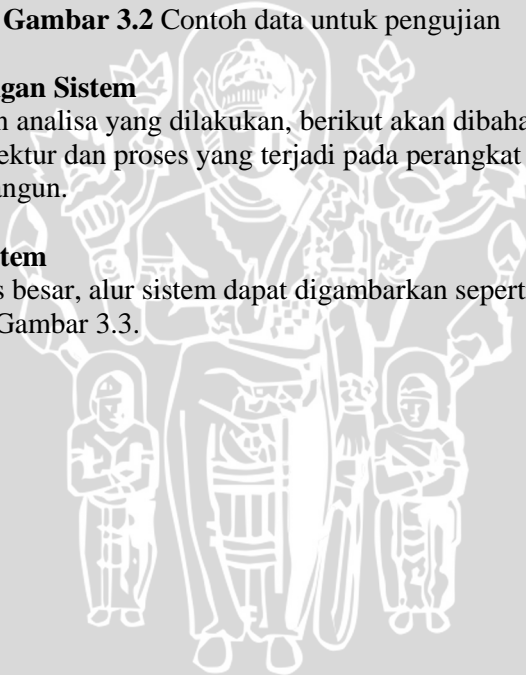 Gambar 3.2 Contoh data untuk pengujian
gan Sistem
n analisa yang dilakukan, berikut akan dibaha
ektur dan proses yang terjadi pada perangkat
angun.
tem
s besar, alur sistem dapat digambarkan sepert
Gambar 3.3.